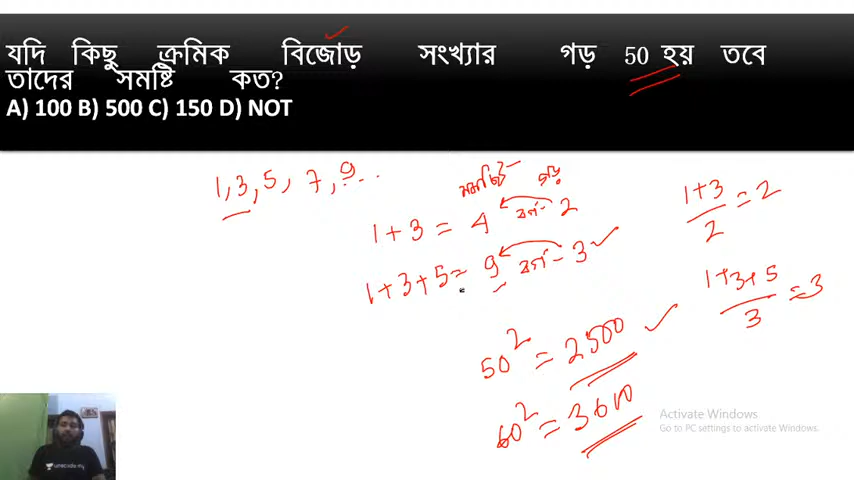 যদি কিছু ক্রমিক বিজোড় সংখ্যার গড় 50 হয় তবে
তাদের সমষ্টি কত?
A) 100 B) 500 C) 150 D) NOT
1, 3, 5, 7, 9...
সমষ্টি গড়
1 + 3 = 4 বর্গ- 2
1 + 3 + 5 = 9 বর্গ- 3
1+3/2 = 2
1+3+5/3 = 3
50² = 2500
60² = 3600
Activate Windows
Go to PC settings to activate Windows.